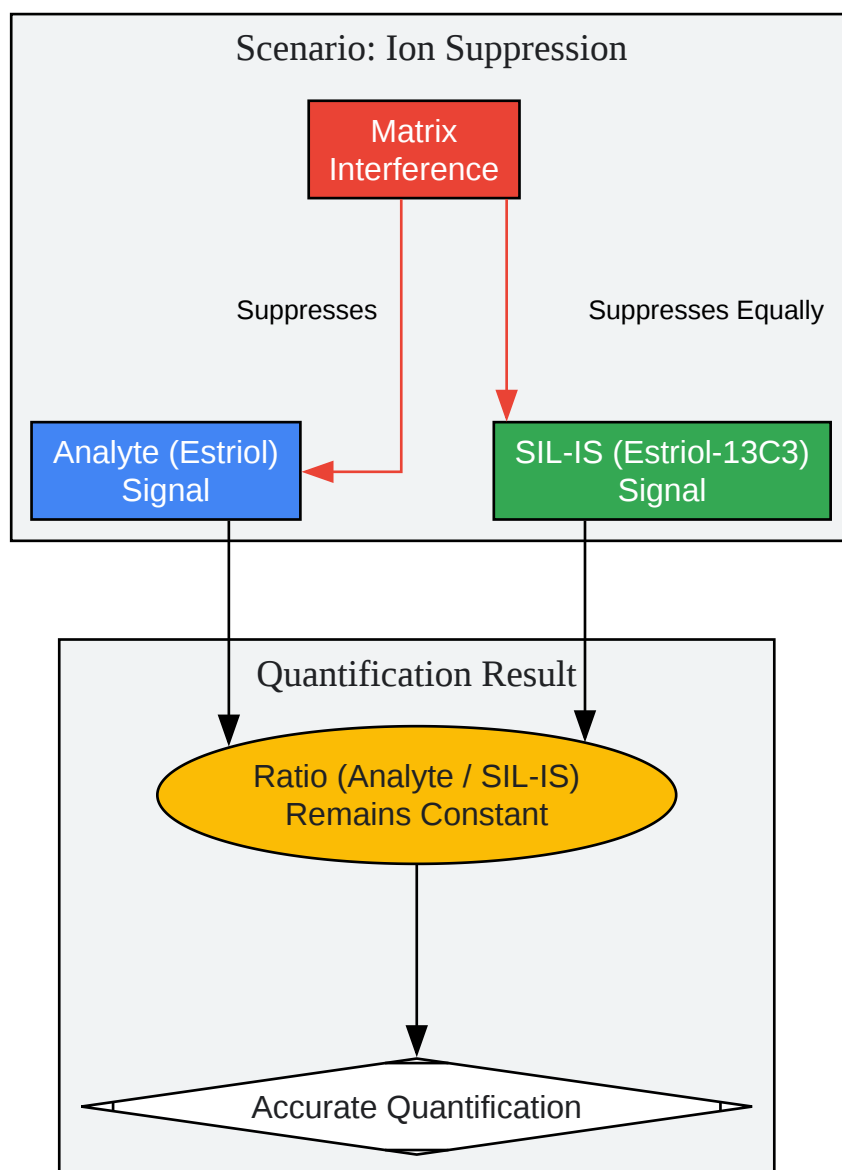 Scenario: Ion Suppression
Matrix
Interference
Suppresses
Suppresses Equally
Analyte (Estriol)
Signal
SIL-IS (Estriol-13C3)
Signal
Quantification Result
Ratio (Analyte / SIL-IS)
Remains Constant
Accurate Quantification